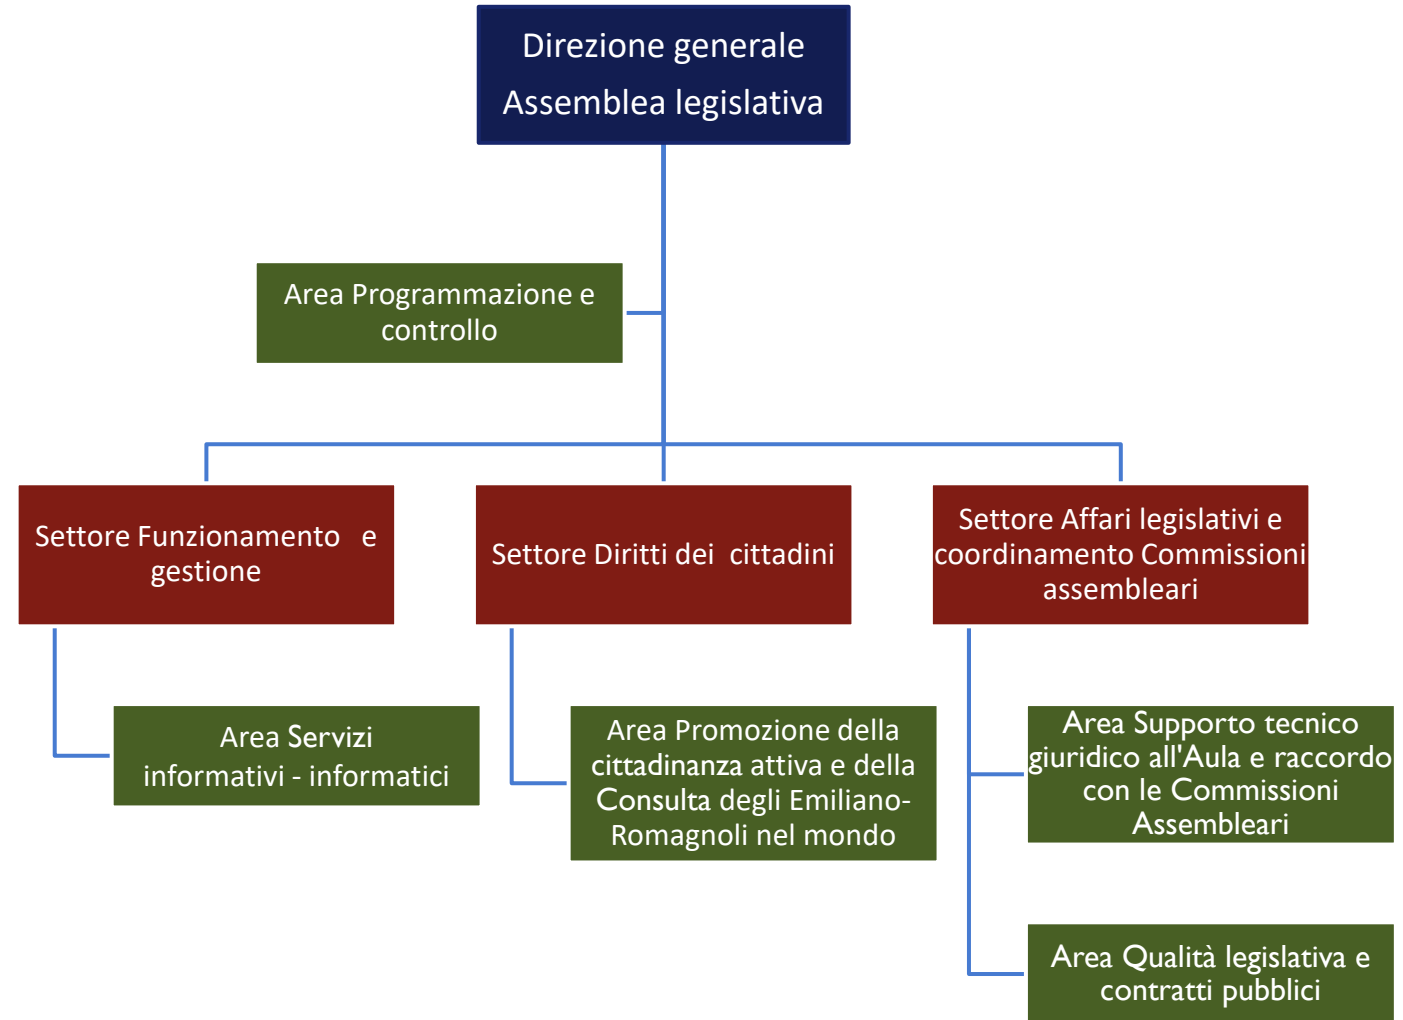 Direzione generale
Assemblea legislativa
Area Programmazione e
controllo
Settore Funzionamento e
gestione
Settore Diritti dei cittadini
Settore Affari legislativi e
coordinamento Commissioni
assembleari
Area Servizi
informativi - informatici
Area Promozione della
cittadinanza attiva e della
Consulta degli Emiliano-
Romagnoli nel mondo
Area Supporto tecnico
giuridico all'Aula e raccordo
con le Commissioni
Assembleari
Area Qualità legislativa e
contratti pubblici